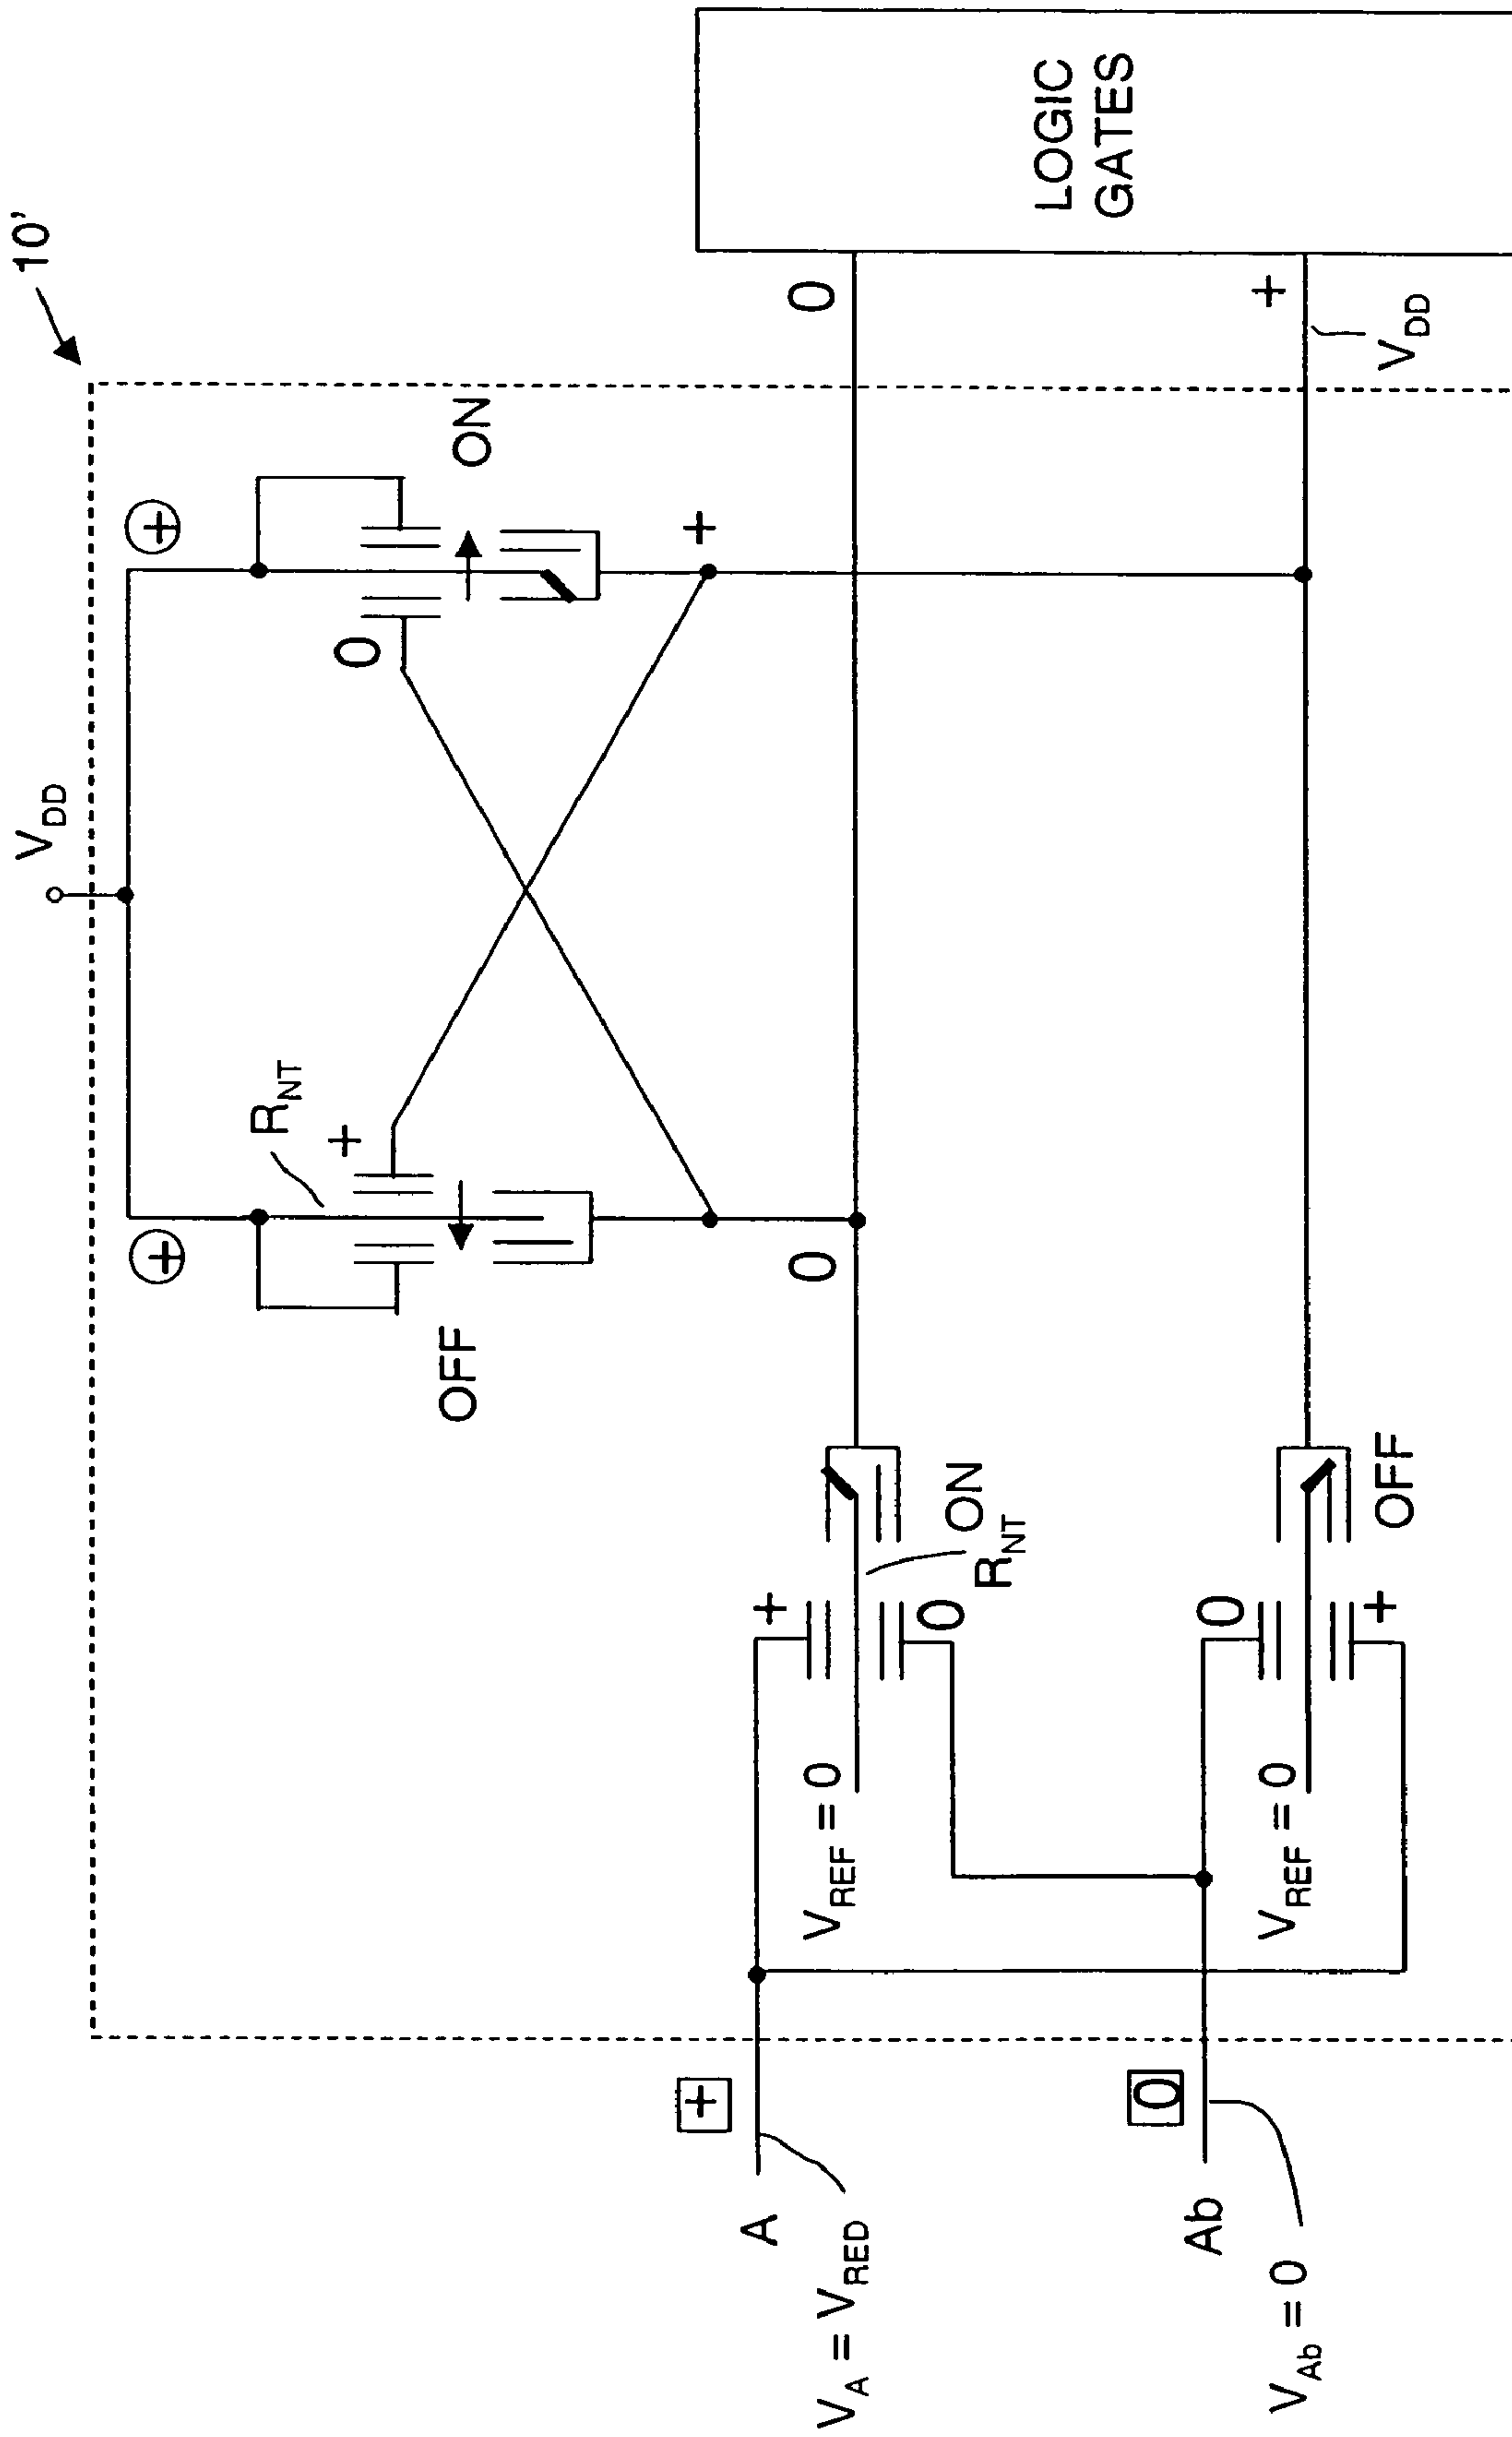 10'
V_DD
⊕
⊕
ON
0
R_NT
+
+
OFF
0
0
LOGIC
GATES
+
V_DD
+
A
V_A = V_RED
+
V_REF = 0
0
ON
R_NT
0
Ab
V_Ab = 0
0
V_REF = 0
+
OFF